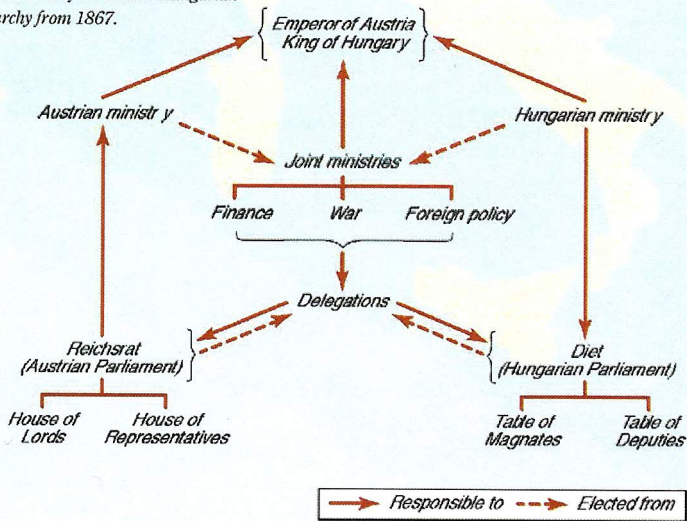 archy from 1867.
Emperor of Austria
King of Hungary
Austrian ministry
Hungarian ministry
Joint ministries
Finance War Foreign policy
Delegations
Reichsrat
(Austrian Parliament)
Diet
(Hungarian Parliament)
House of
Lords
House of
Representatives
Table of
Magnates
Table of
Deputies
Responsible to Elected from